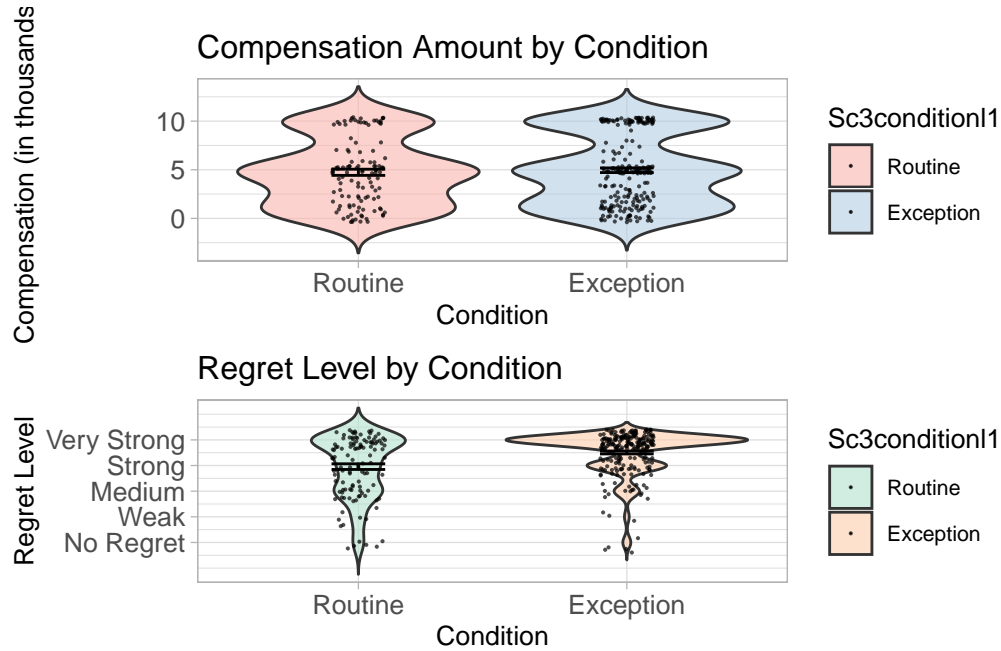 Compensation Amount by Condition
Compensation (in thousands
10
5
0
Routine
Exception
Condition
Sc3conditionl1
Routine
Exception
Regret Level by Condition
Regret Level
Very Strong
Strong
Medium
Weak
No Regret
Routine
Exception
Condition
Sc3conditionl1
Routine
Exception